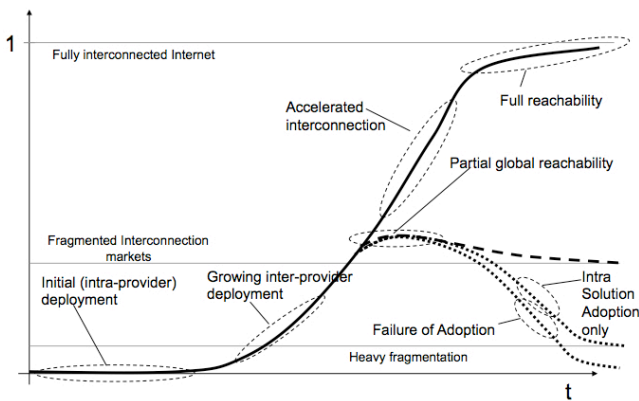 1
Fully interconnected Internet
Accelerated
interconnection
Full reachability
Partial global reachability
Fragmented Interconnection
markets
Initial (intra-provider)
deployment
Growing inter-provider
deployment
Intra
Solution
Adoption
only
Failure of Adoption
Heavy fragmentation
t